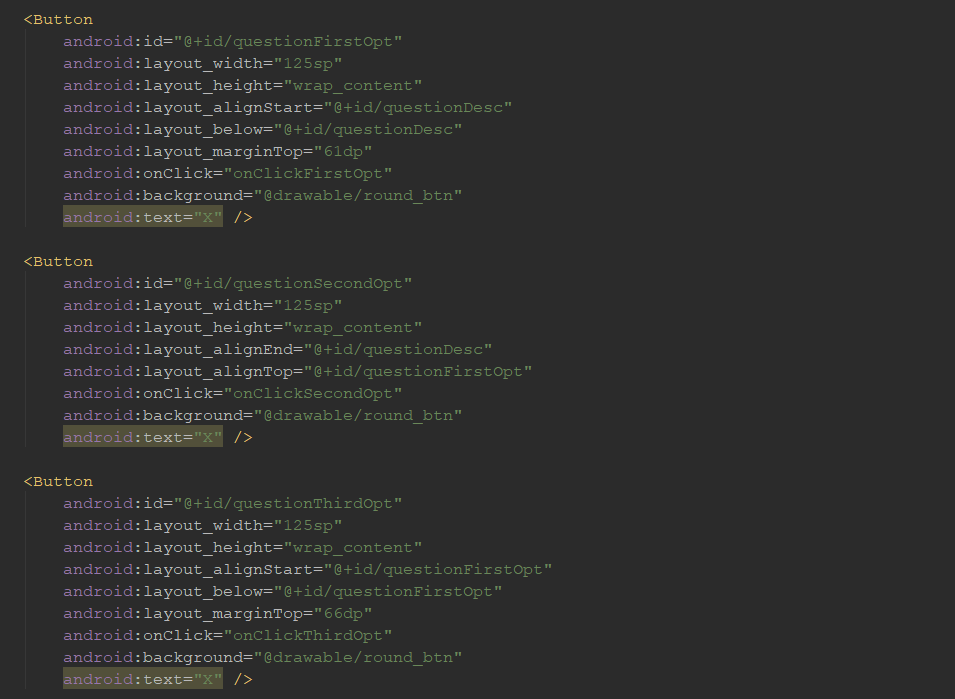 <Button
android:id="@+id/questionFirstOpt"
android:layout_width="125sp"
android:layout_height="wrap_content"
android:layout_alignStart="@+id/questionDesc"
android:layout_below="@+id/questionDesc"
android:layout_marginTop="61dp"
android:onClick="onClickFirstOpt"
android:background="@drawable/round_btn"
android:text="X" />
<Button
android:id="@+id/questionSecondOpt"
android:layout_width="125sp"
android:layout_height="wrap_content"
android:layout_alignEnd="@+id/questionDesc"
android:layout_alignTop="@+id/questionFirstOpt"
android:onClick="onClickSecondOpt"
android:background="@drawable/round_btn"
android:text="X" />
<Button
android:id="@+id/questionThirdOpt"
android:layout_width="125sp"
android:layout_height="wrap_content"
android:layout_alignStart="@+id/questionFirstOpt"
android:layout_below="@+id/questionFirstOpt"
android:layout_marginTop="66dp"
android:onClick="onClickThirdOpt"
android:background="@drawable/round_btn"
android:text="X" />